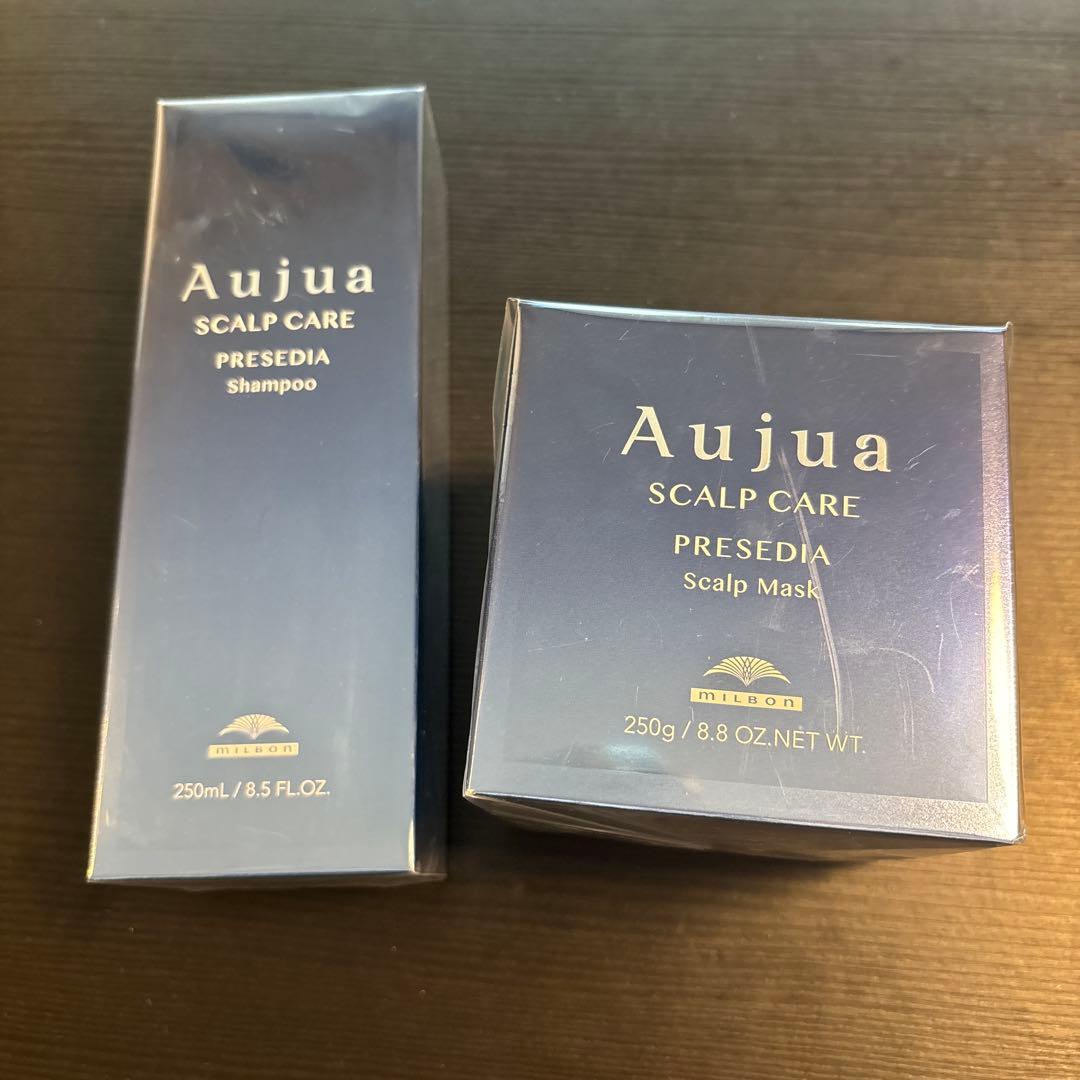 Aujua
SCALP CARE
PRESEDIA
Shampoo
MILBON
250mL / 8.5 FL.OZ.
Aujua
SCALP CARE
PRESEDIA
Scalp Mask
MILBON
250g / 8.8 OZ.NET WT.